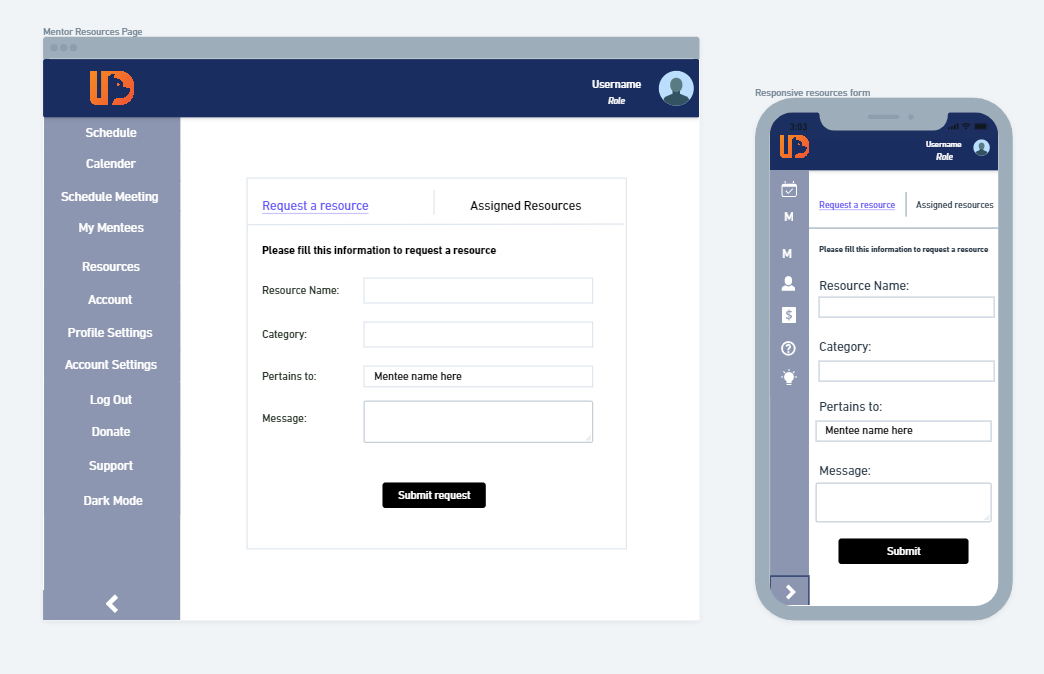 Mentor Resources Page
Username
Role
Schedule
Calender
Schedule Meeting
My Mentees
Resources
Account
Profile Settings
Account Settings
Log Out
Donate
Support
Dark Mode
Request a resource
Assigned Resources
Please fill this information to request a resource
Resource Name:
Category:
Pertains to:
Mentee name here
Message:
Submit request
Responsive resources form
3:03
Username
Role
M
M
$
?
Request a resource
Assigned resources
Please fill this information to request a resource
Resource Name:
Category:
Pertains to:
Mentee name here
Message:
Submit